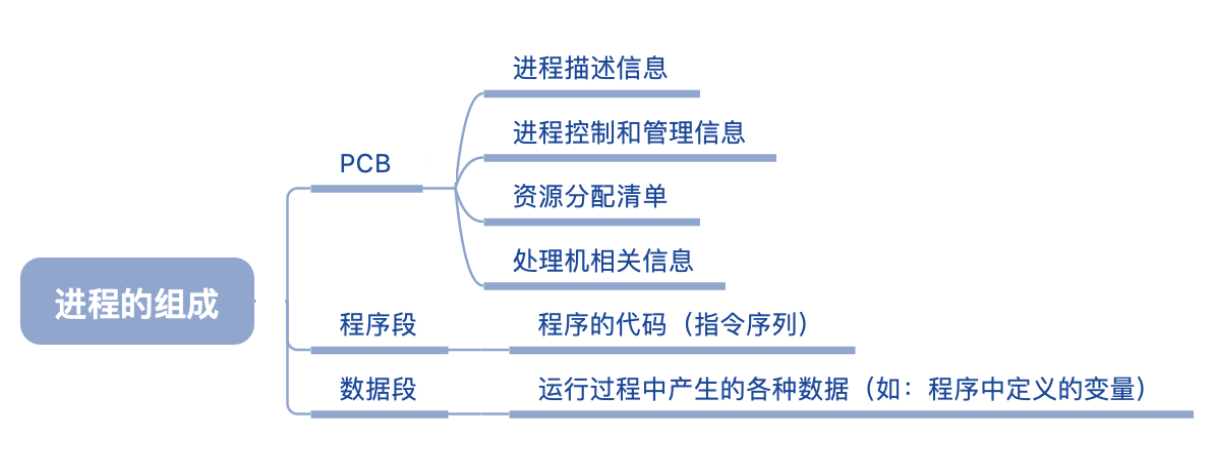 进程的组成
PCB
进程描述信息
进程控制和管理信息
资源分配清单
处理机相关信息
程序段
程序的代码（指令序列）
数据段
运行过程中产生的各种数据（如：程序中定义的变量）